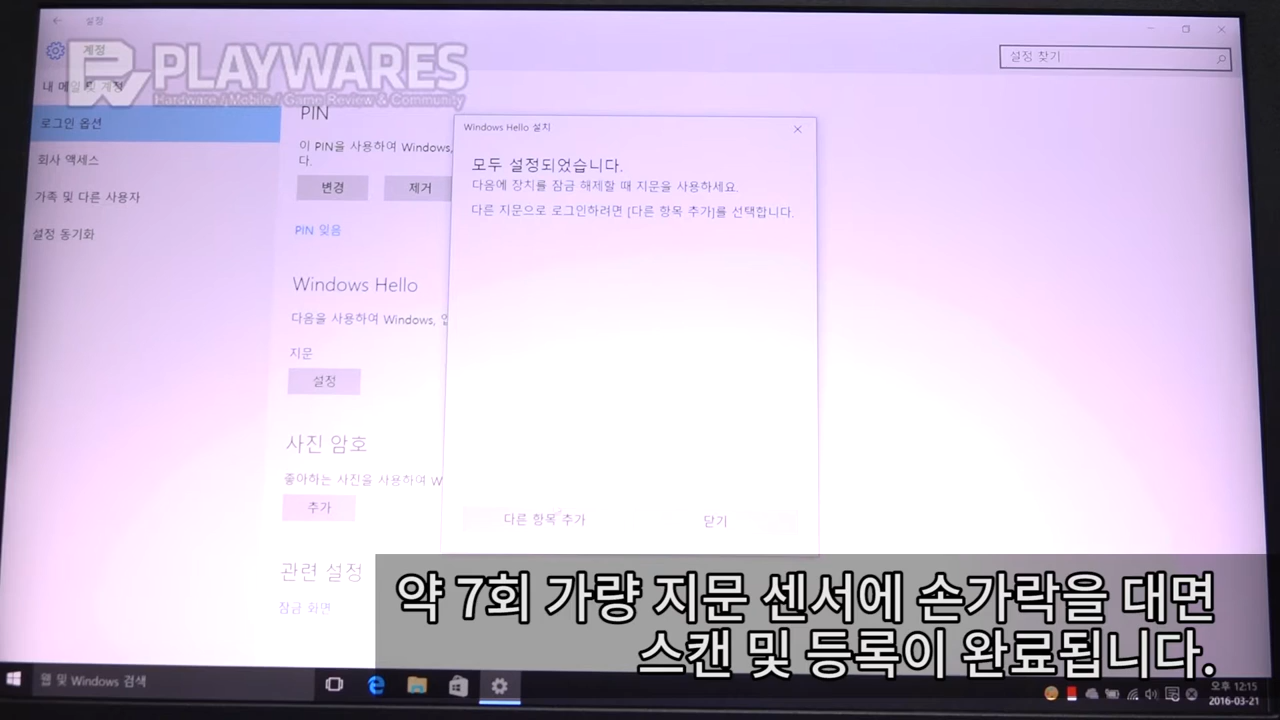 설정
계정
PLAYWARES
Hardware / Mobile / Game Review & Community
설정 찾기
내 메일 및 계정
로그인 옵션
회사 액세스
가족 및 다른 사용자
설정 동기화
PIN
이 PIN을 사용하여 Windows,
다.
변경
제거
PIN 잊음
Windows Hello
다음을 사용하여 Windows, 앱
지문
설정
사진 암호
좋아하는 사진을 사용하여 W
추가
관련 설정
잠금 화면
Windows Hello 설치
모두 설정되었습니다.
다음에 장치를 잠금 해제할 때 지문을 사용하세요.
다른 지문으로 로그인하려면 [다른 항목 추가]를 선택합니다.
다른 항목 추가
닫기
약 7회 가량 지문 센서에 손가락을 대면
스캔 및 등록이 완료됩니다.
웹 및 Windows 검색
오후 12:15
2016-03-21